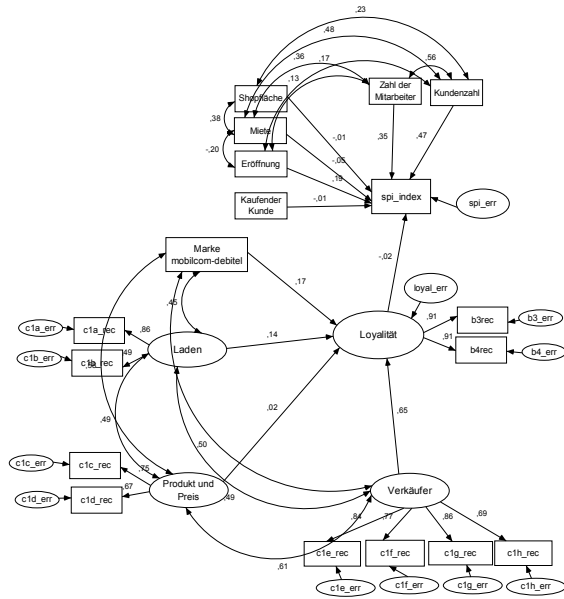 ,23
,48
,36
,17
,56
,13
Shopfläche
Zahl der
Mitarbeiter
Kundenzahl
,38
Miete
-,20
Eröffnung
-,01
,35
,47
-,05
,19
Kaufender
Kunde
-,01
spi_index
spi_err
Marke
mobilcom-debitel
-,02
,17
loyal_err
,45
c1a_err
c1a_rec
,86
Laden
,14
Loyalität
,91
b3rec
b3_err
c1b_err
c1b_rec
,49
,91
b4rec
b4_err
,02
,49
,65
,50
c1c_err
c1c_rec
,75
Produkt und
Preis
,49
Verkäufer
c1d_err
c1d_rec
,67
,84
,77
,86
,69
,61
c1e_rec
c1f_rec
c1g_rec
c1h_rec
c1e_err
c1f_err
c1g_err
c1h_err